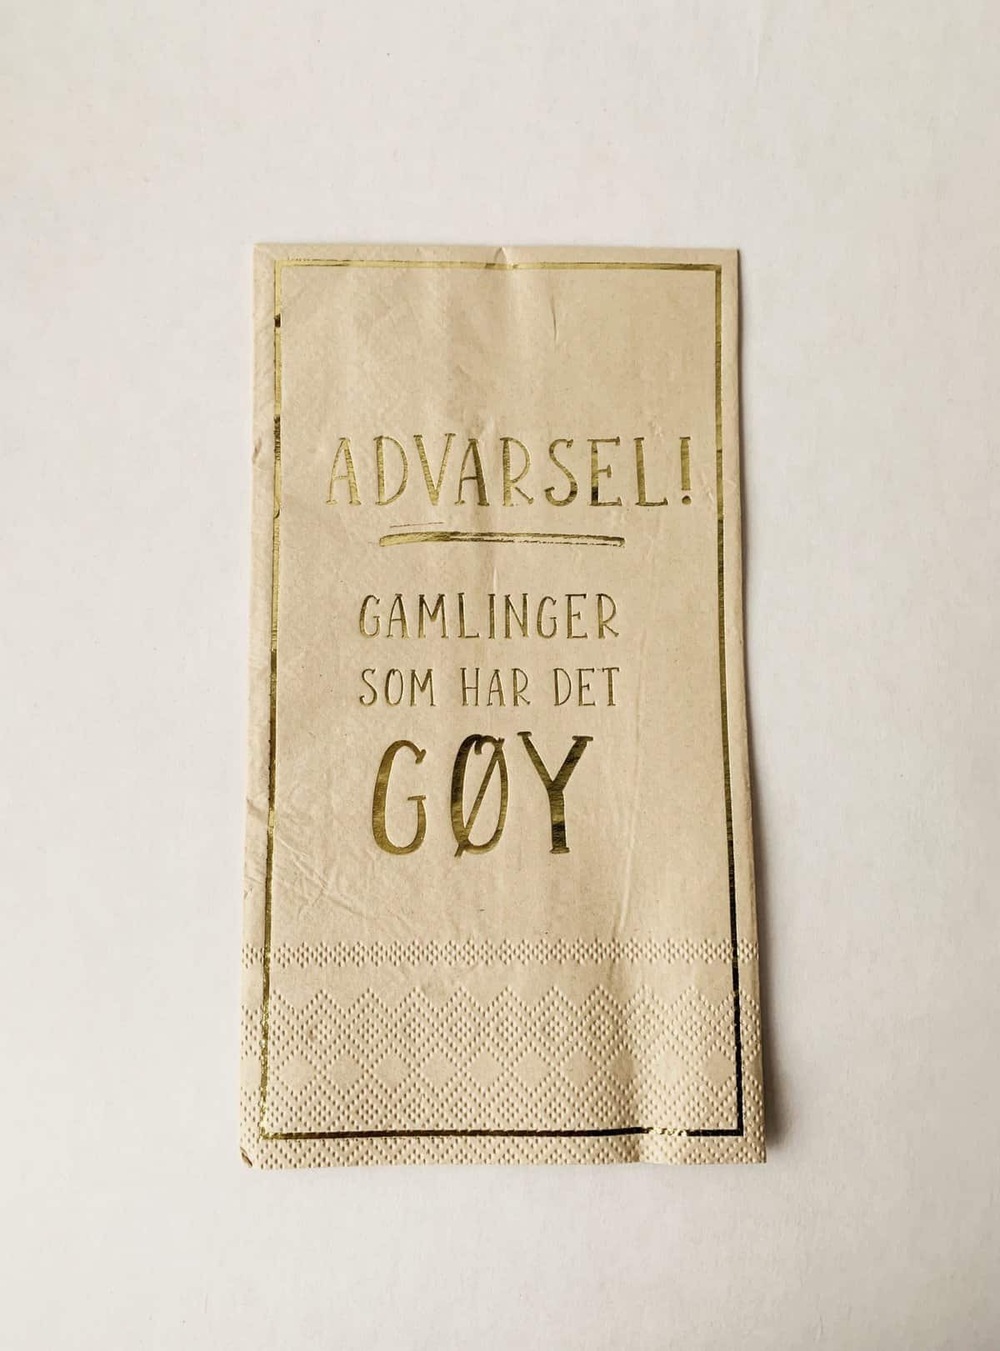 ADVARSEL!
GAMLINGER
SOM HAR DET
GØY